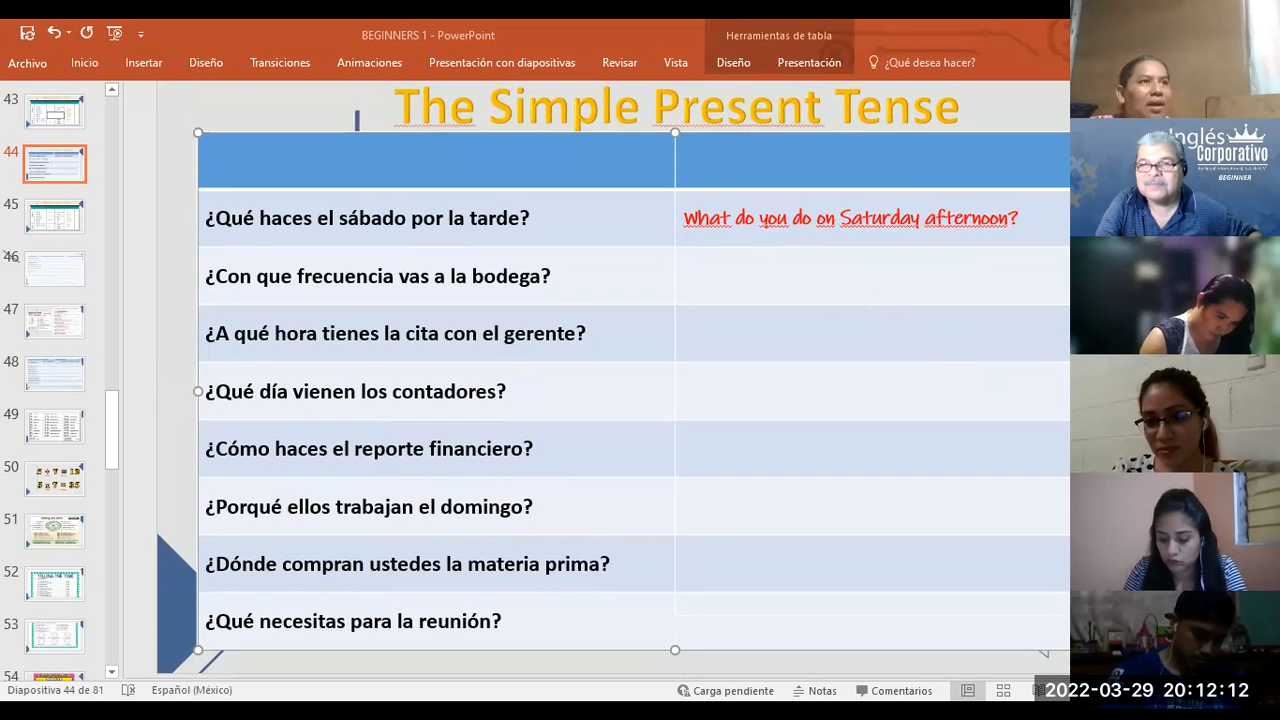 BEGINNERS 1 - PowerPoint
Herramientas de tabla
Archivo Inicio Insertar Diseño Transiciones Animaciones Presentación con diapositivas Revisar Vista Diseño Presentación ¿Qué desea hacer?
The Simple Present Tense
¿Qué haces el sábado por la tarde? What do you do on Saturday afternoon?
¿Con que frecuencia vas a la bodega?
¿A qué hora tienes la cita con el gerente?
¿Qué día vienen los contadores?
¿Cómo haces el reporte financiero?
¿Porqué ellos trabajan el domingo?
¿Dónde compran ustedes la materia prima?
¿Qué necesitas para la reunión?
43
44
45
46
47
48
49
50
51
52
53
54
Inglés
Corporativo
BEGINNER
Diapositiva 44 de 81 Español (México) Carga pendiente Notas Comentarios
2022-03-29 20:12:12